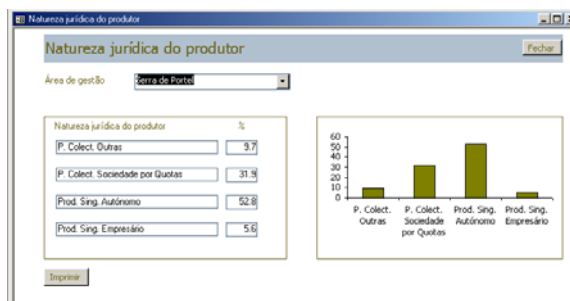 Natureza jurídica do produtor
Natureza jurídica do produtor
Fechar
Área de gestão Serra de Portel
Natureza jurídica do produtor %
P. Colect. Outras 9.7
P. Colect. Sociedade por Quotas 31.9
Prod. Sing. Autónomo 52.8
Prod. Sing. Empresário 5.6
60
50
40
30
20
10
0
P. Colect. Outras
P. Colect. Sociedade por Quotas
Prod. Sing. Autónomo
Prod. Sing. Empresário
Imprimir